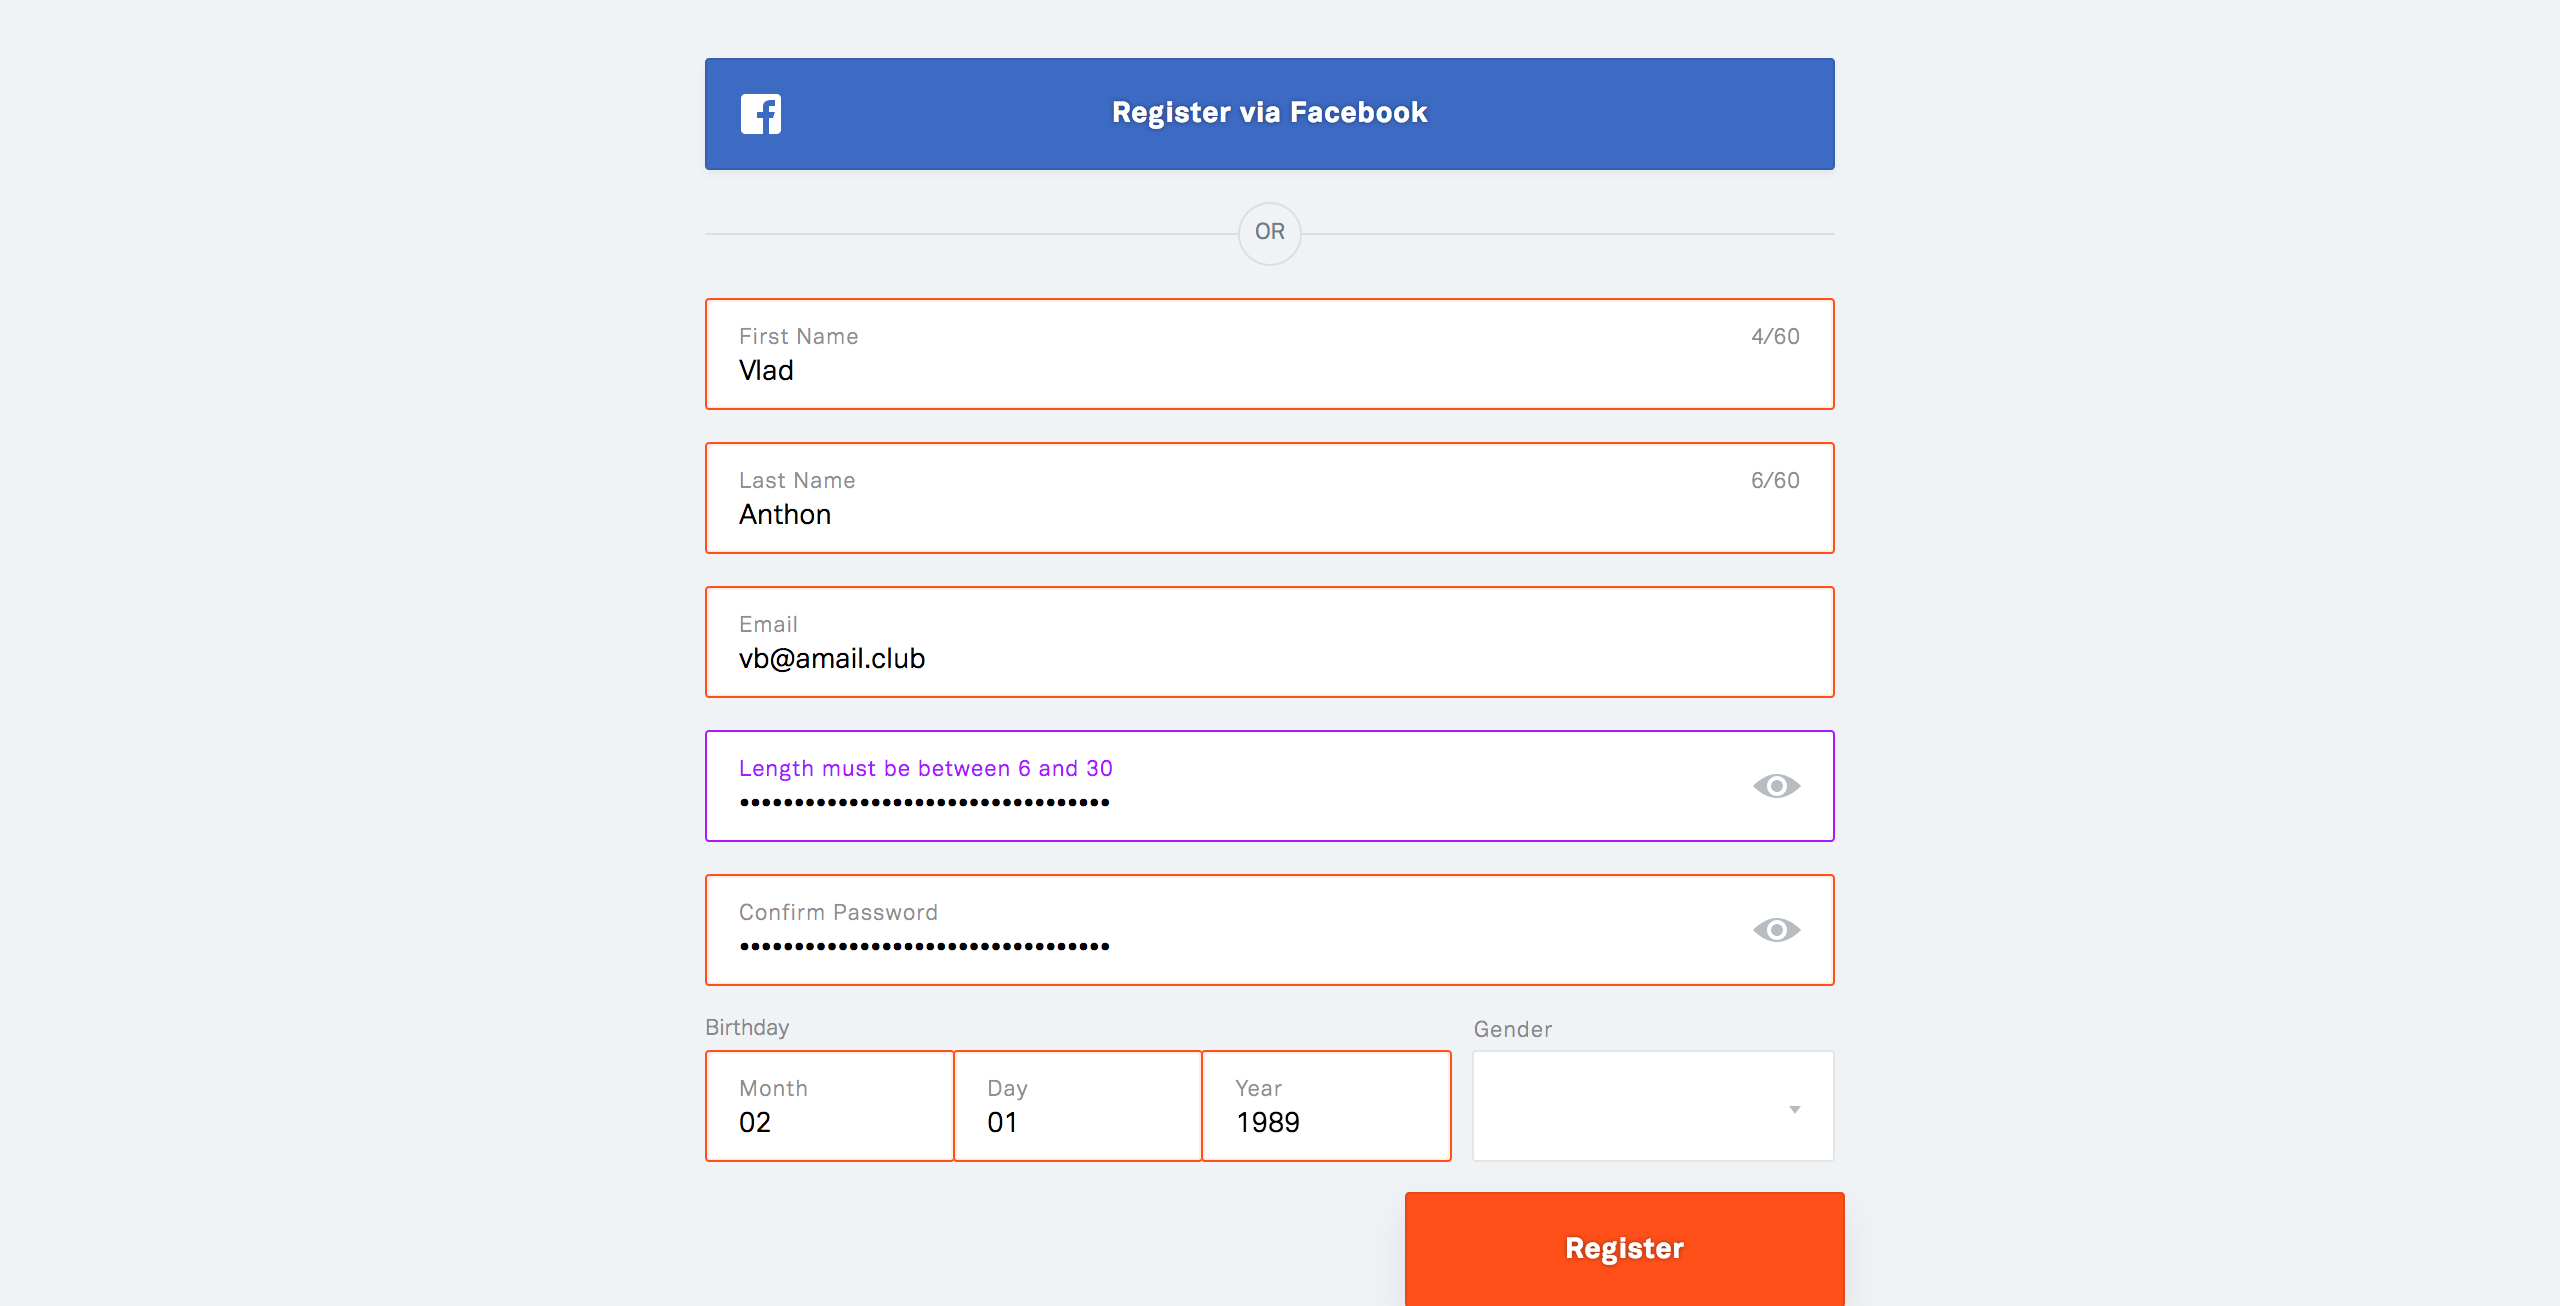 Register via Facebook
OR
First Name 4/60
Vlad
Last Name 6/60
Anthon
Email
vb@amail.club
Length must be between 6 and 30
••••••••••••••••••••••••••••••••••
Confirm Password
••••••••••••••••••••••••••••••••••
Birthday Gender
Month Day Year
02 01 1989
Register